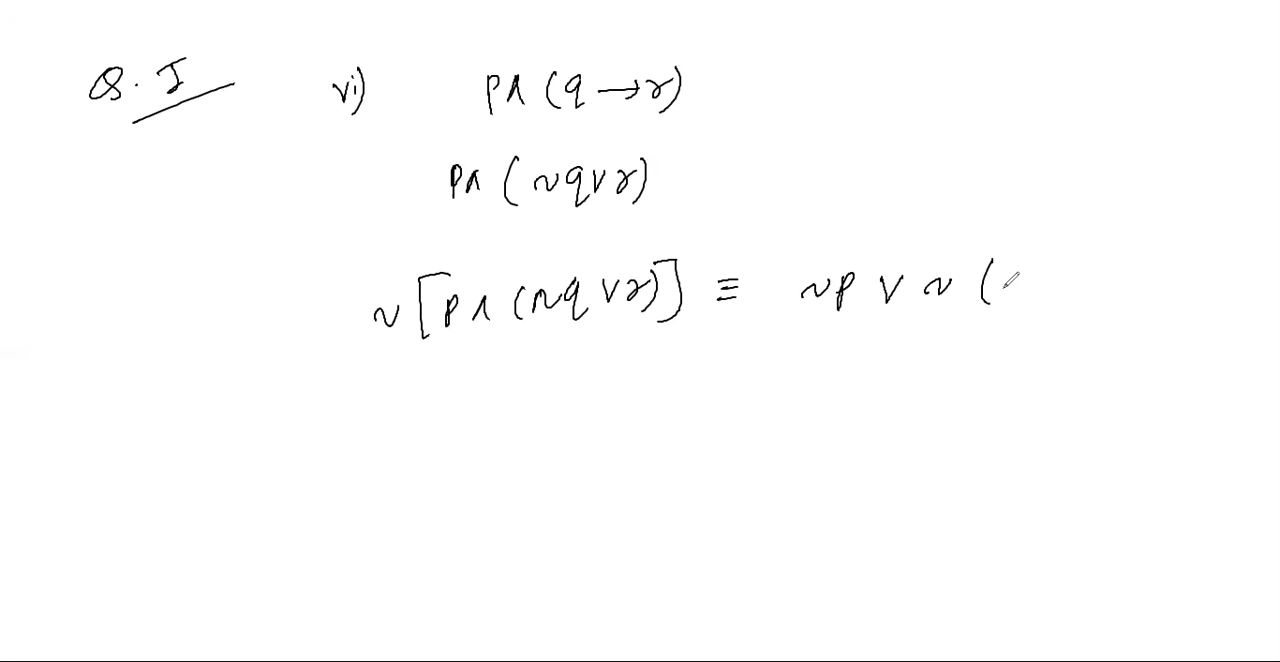 Q. I vi) p ∧ (q → r)
p ∧ (~q ∨ r)
~[p ∧ (~q ∨ r)] ≡ ~p ∨ ~(